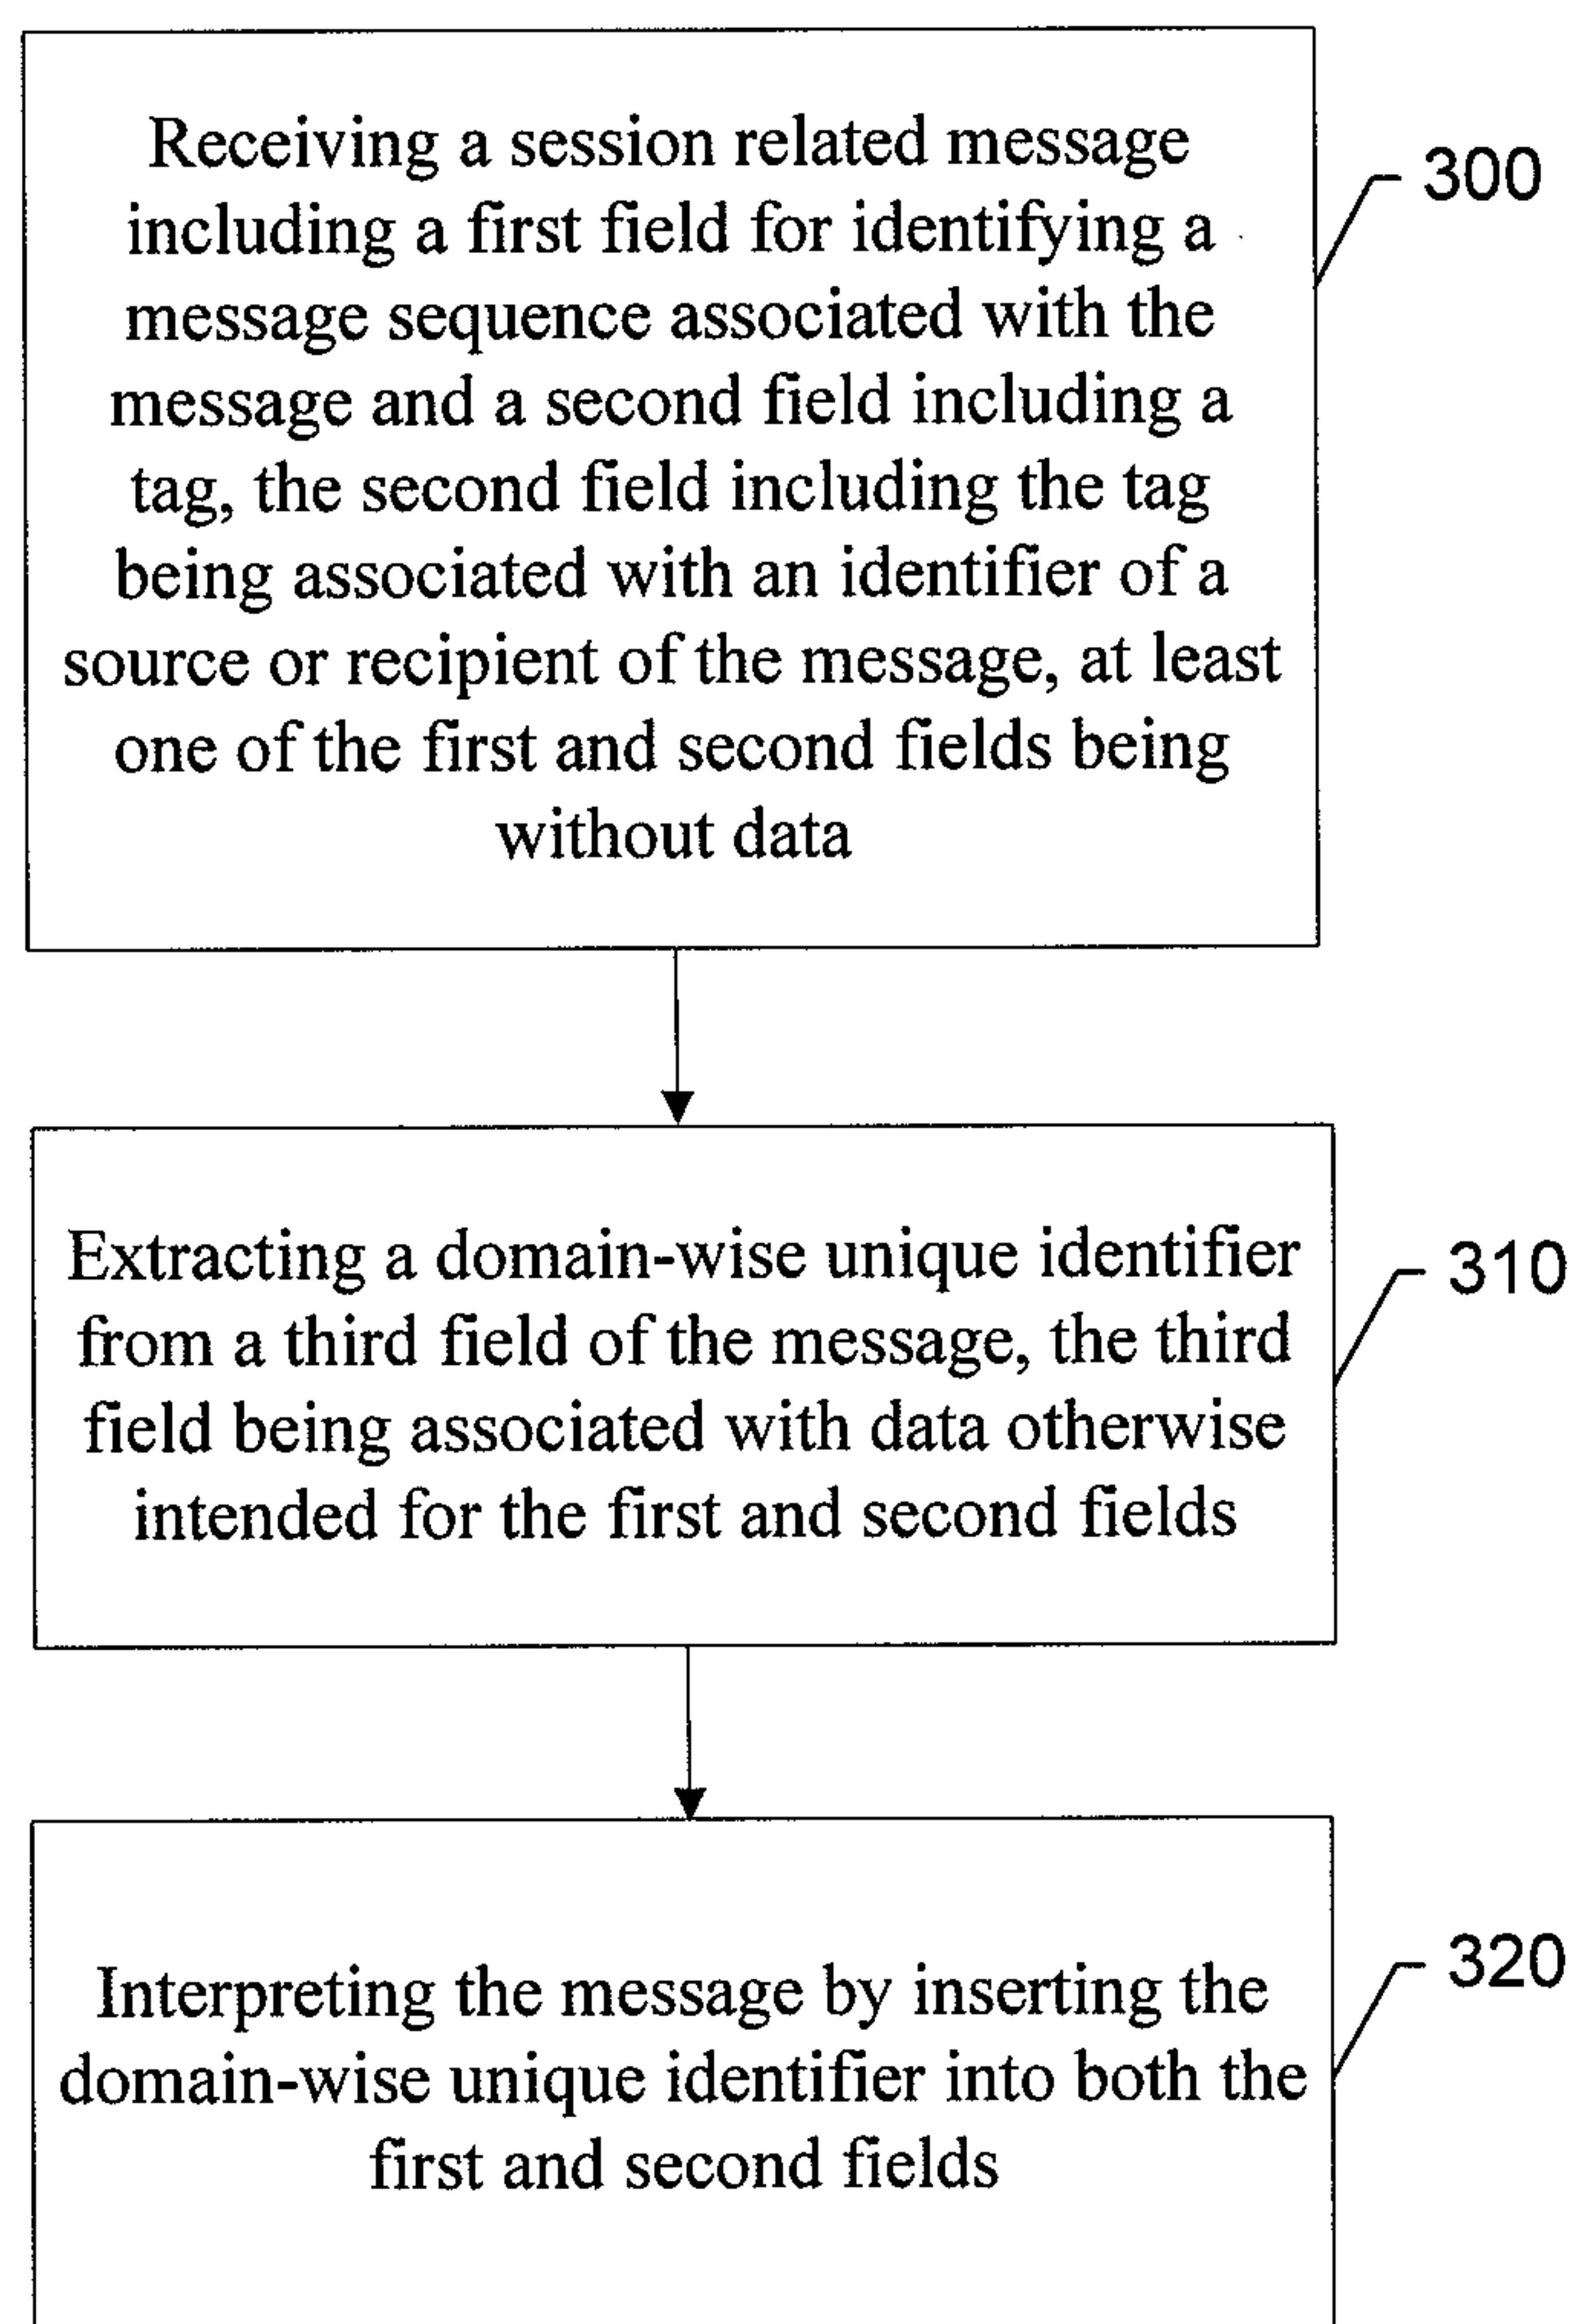 Receiving a session related message
including a first field for identifying a
message sequence associated with the
message and a second field including a
tag, the second field including the tag
being associated with an identifier of a
source or recipient of the message, at least
one of the first and second fields being
without data
300
Extracting a domain-wise unique identifier
from a third field of the message, the third
field being associated with data otherwise
intended for the first and second fields
310
Interpreting the message by inserting the
domain-wise unique identifier into both the
first and second fields
320